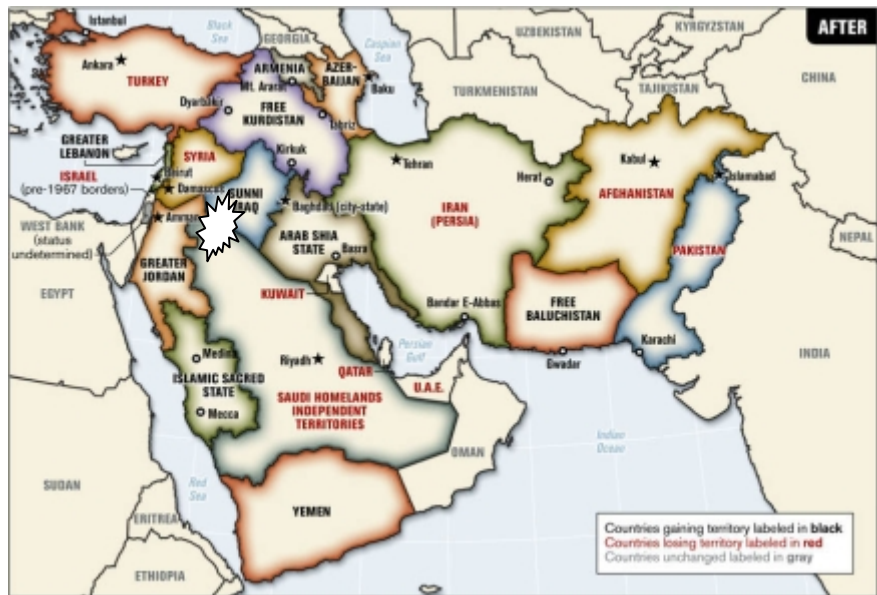 AFTER
Istanbul
Black
Sea
GEORGIA
Caspian
Sea
UZBEKISTAN
KYRGYZSTAN
Ankara
TURKEY
ARMENIA
AZER-
BAIJAN
Mt. Ararat
Baku
TURKMENISTAN
TAJIKISTAN
CHINA
Dyarbakir
FREE
KURDISTAN
Tabriz
GREATER
LEBANON
SYRIA
Kirkuk
Tehran
Herat
Kabul
Islamabad
ISRAEL
(pre-1967 borders)
Beirut
Damascus
SUNNI
Baghdad (city-state)
IRAN
(PERSIA)
AFGHANISTAN
WEST BANK
(status
undetermined)
Amman
ARAB SHIA
STATE
Basra
PAKISTAN
NEPAL
GREATER
JORDAN
EGYPT
KUWAIT
Bandar E-Abbas
FREE
BALUCHISTAN
Karachi
Gwadar
INDIA
Medina
Riyadh
Persian
Gulf
QATAR
U.A.E.
ISLAMIC SACRED
STATE
Mecca
SAUDI HOMELANDS
INDEPENDENT
TERRITORIES
OMAN
Indian
Ocean
SUDAN
Red
Sea
YEMEN
ERITREA
ETHIOPIA
Countries gaining territory labeled in black
Countries losing territory labeled in red
Countries unchanged labeled in gray